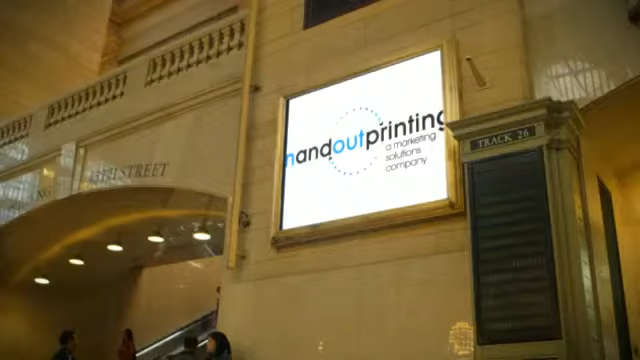 handoutprinting
a marketing
solutions
company
TRACK 26
STREET